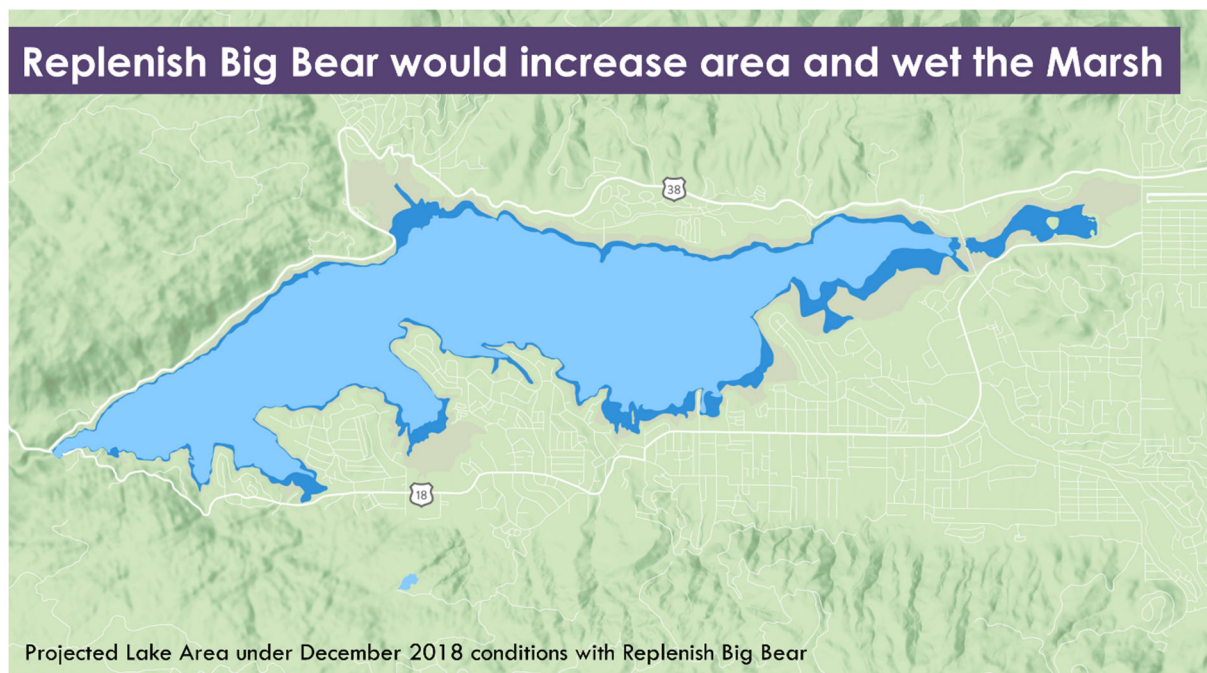 Replenish Big Bear would increase area and wet the Marsh
38
18
Projected Lake Area under December 2018 conditions with Replenish Big Bear